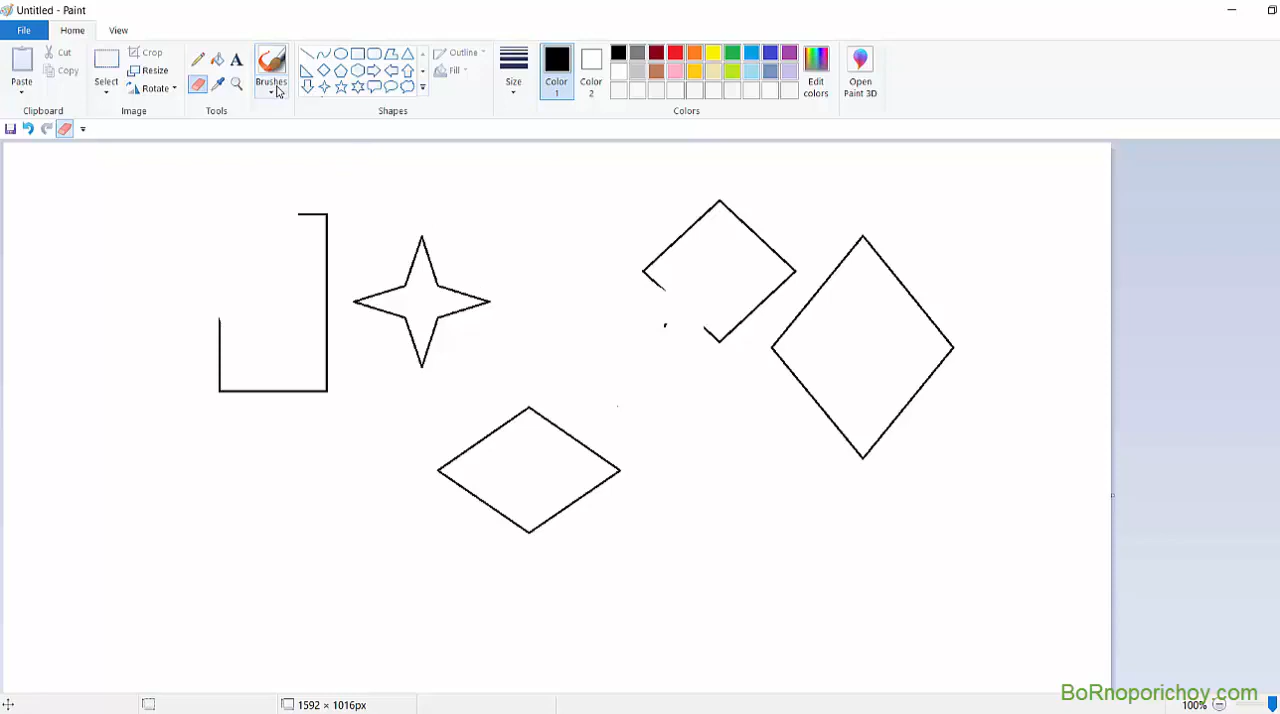 Untitled - Paint
File Home View
Paste
Cut
Copy
Clipboard
Select
Crop
Resize
Rotate
Image
Tools
Brushes
Outline
Fill
Shapes
Size
Color
1
Color
2
Edit
colors
Colors
Open
Paint 3D
BoRnoporichoy.com
1592 × 1016px
100%